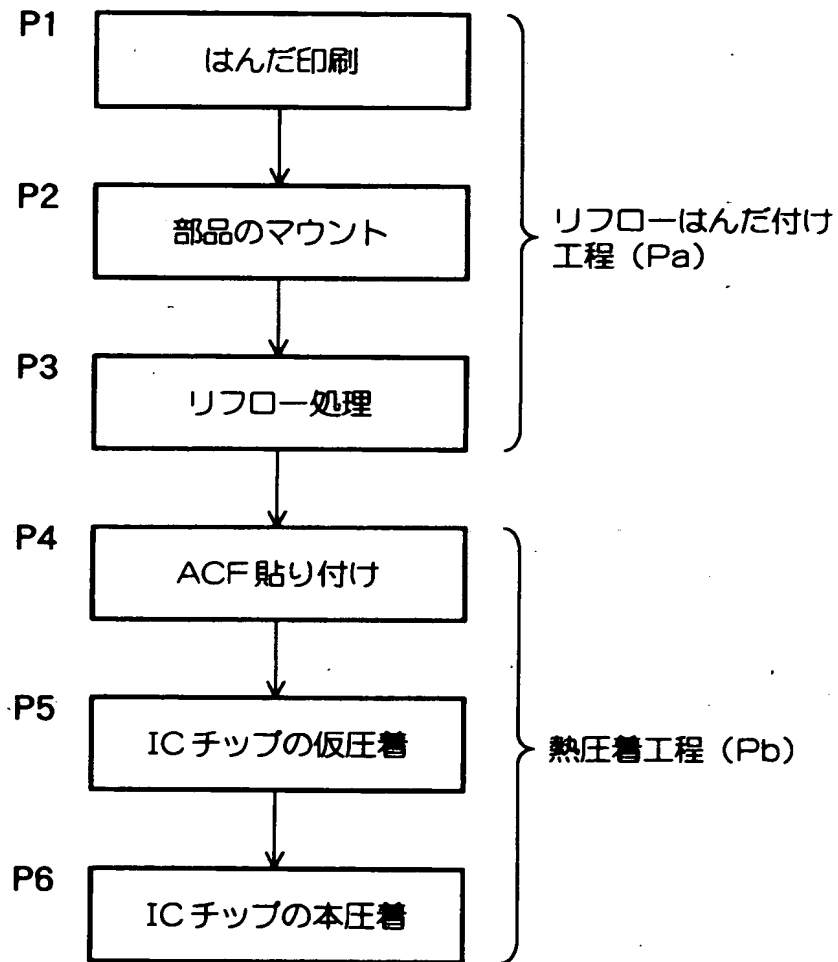 P1
はんだ印刷
P2
部品のマウント
リフローはんだ付け
工程（Pa）
P3
リフロー処理
P4
ACF貼り付け
P5
ICチップの仮圧着
熱圧着工程（Pb）
P6
ICチップの本圧着